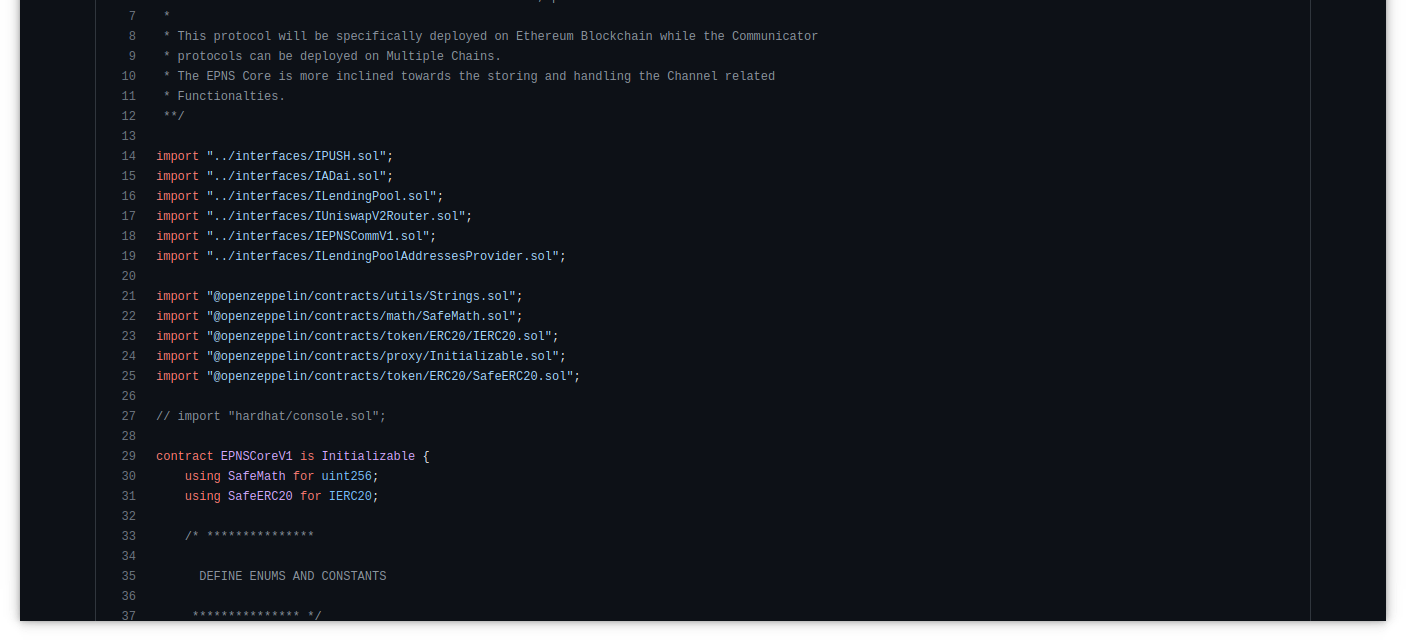 7 *
8 * This protocol will be specifically deployed on Ethereum Blockchain while the Communicator
9 * protocols can be deployed on Multiple Chains.
10 * The EPNS Core is more inclined towards the storing and handling the Channel related
11 * Functionalties.
12 **/
13
14 import "../interfaces/IPUSH.sol";
15 import "../interfaces/IADai.sol";
16 import "../interfaces/ILendingPool.sol";
17 import "../interfaces/IUniswapV2Router.sol";
18 import "../interfaces/IEPNSCommV1.sol";
19 import "../interfaces/ILendingPoolAddressesProvider.sol";
20
21 import "@openzeppelin/contracts/utils/Strings.sol";
22 import "@openzeppelin/contracts/math/SafeMath.sol";
23 import "@openzeppelin/contracts/token/ERC20/IERC20.sol";
24 import "@openzeppelin/contracts/proxy/Initializable.sol";
25 import "@openzeppelin/contracts/token/ERC20/SafeERC20.sol";
26
27 // import "hardhat/console.sol";
28
29 contract EPNSCoreV1 is Initializable {
30 using SafeMath for uint256;
31 using SafeERC20 for IERC20;
32
33 /* ***************
34
35 DEFINE ENUMS AND CONSTANTS
36
37 *************** */